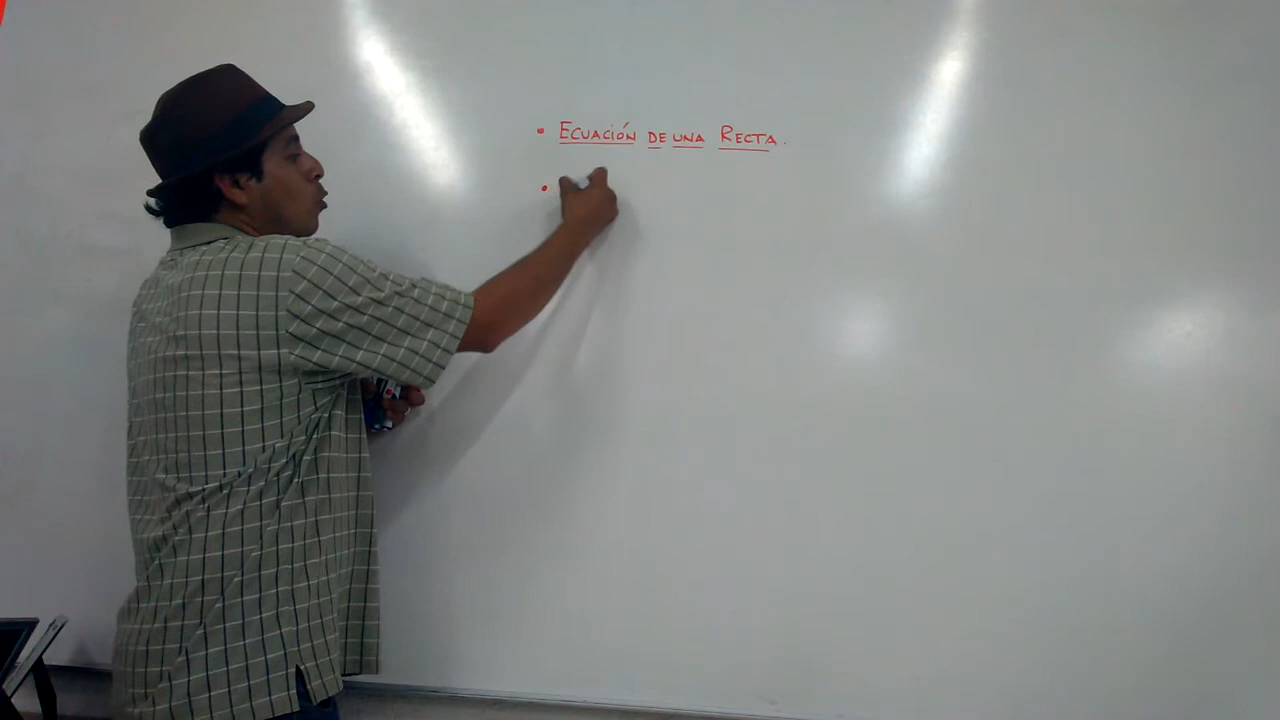 • Ecuación de una Recta.
•